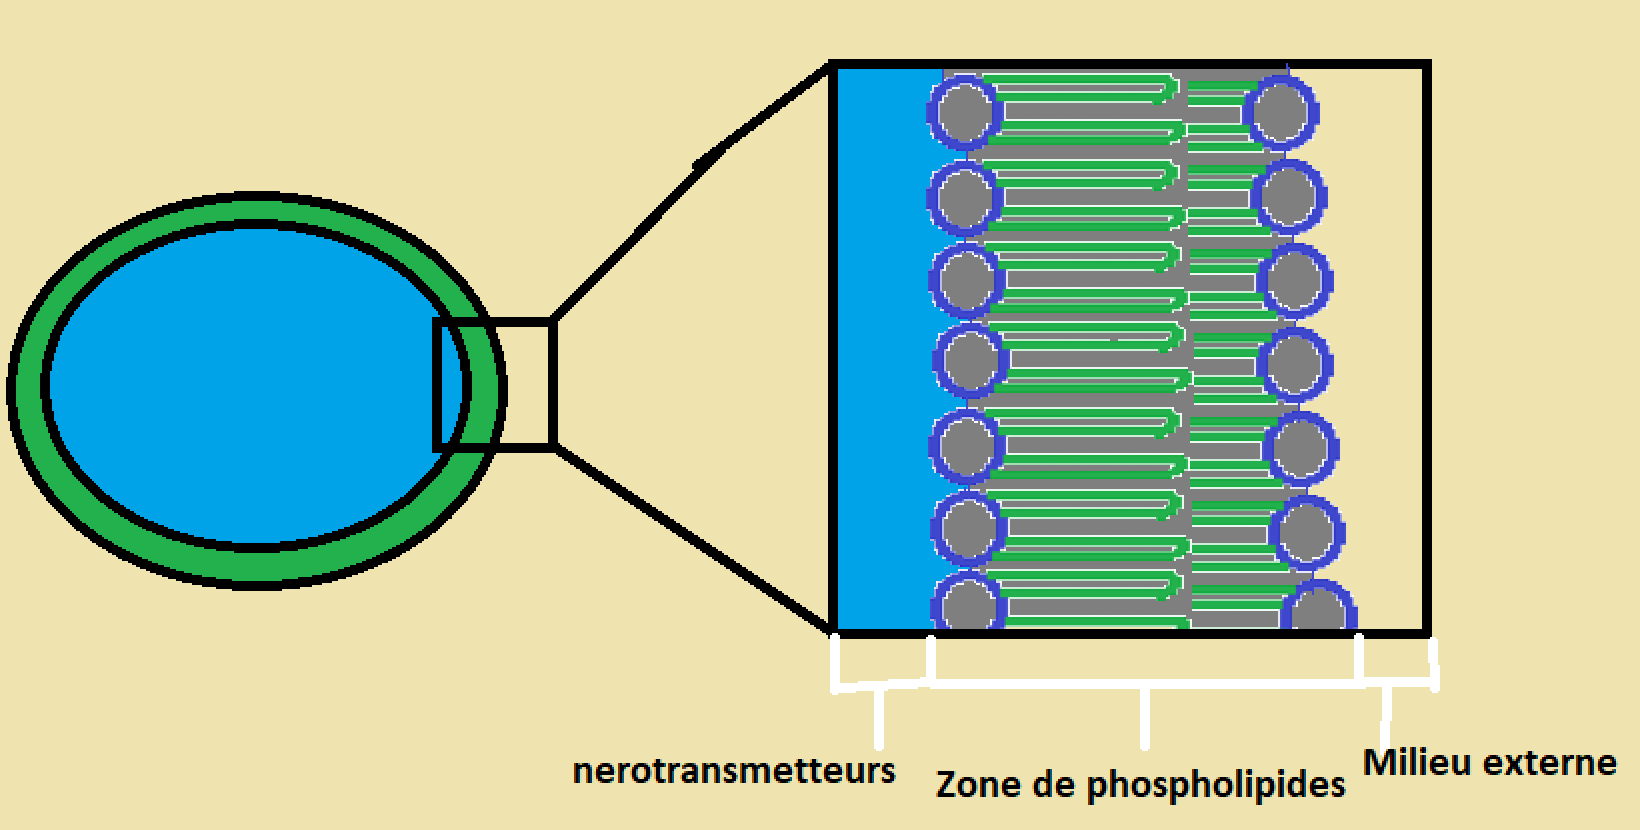 nerotransmetteurs
Zone de phospholipides
Milieu externe